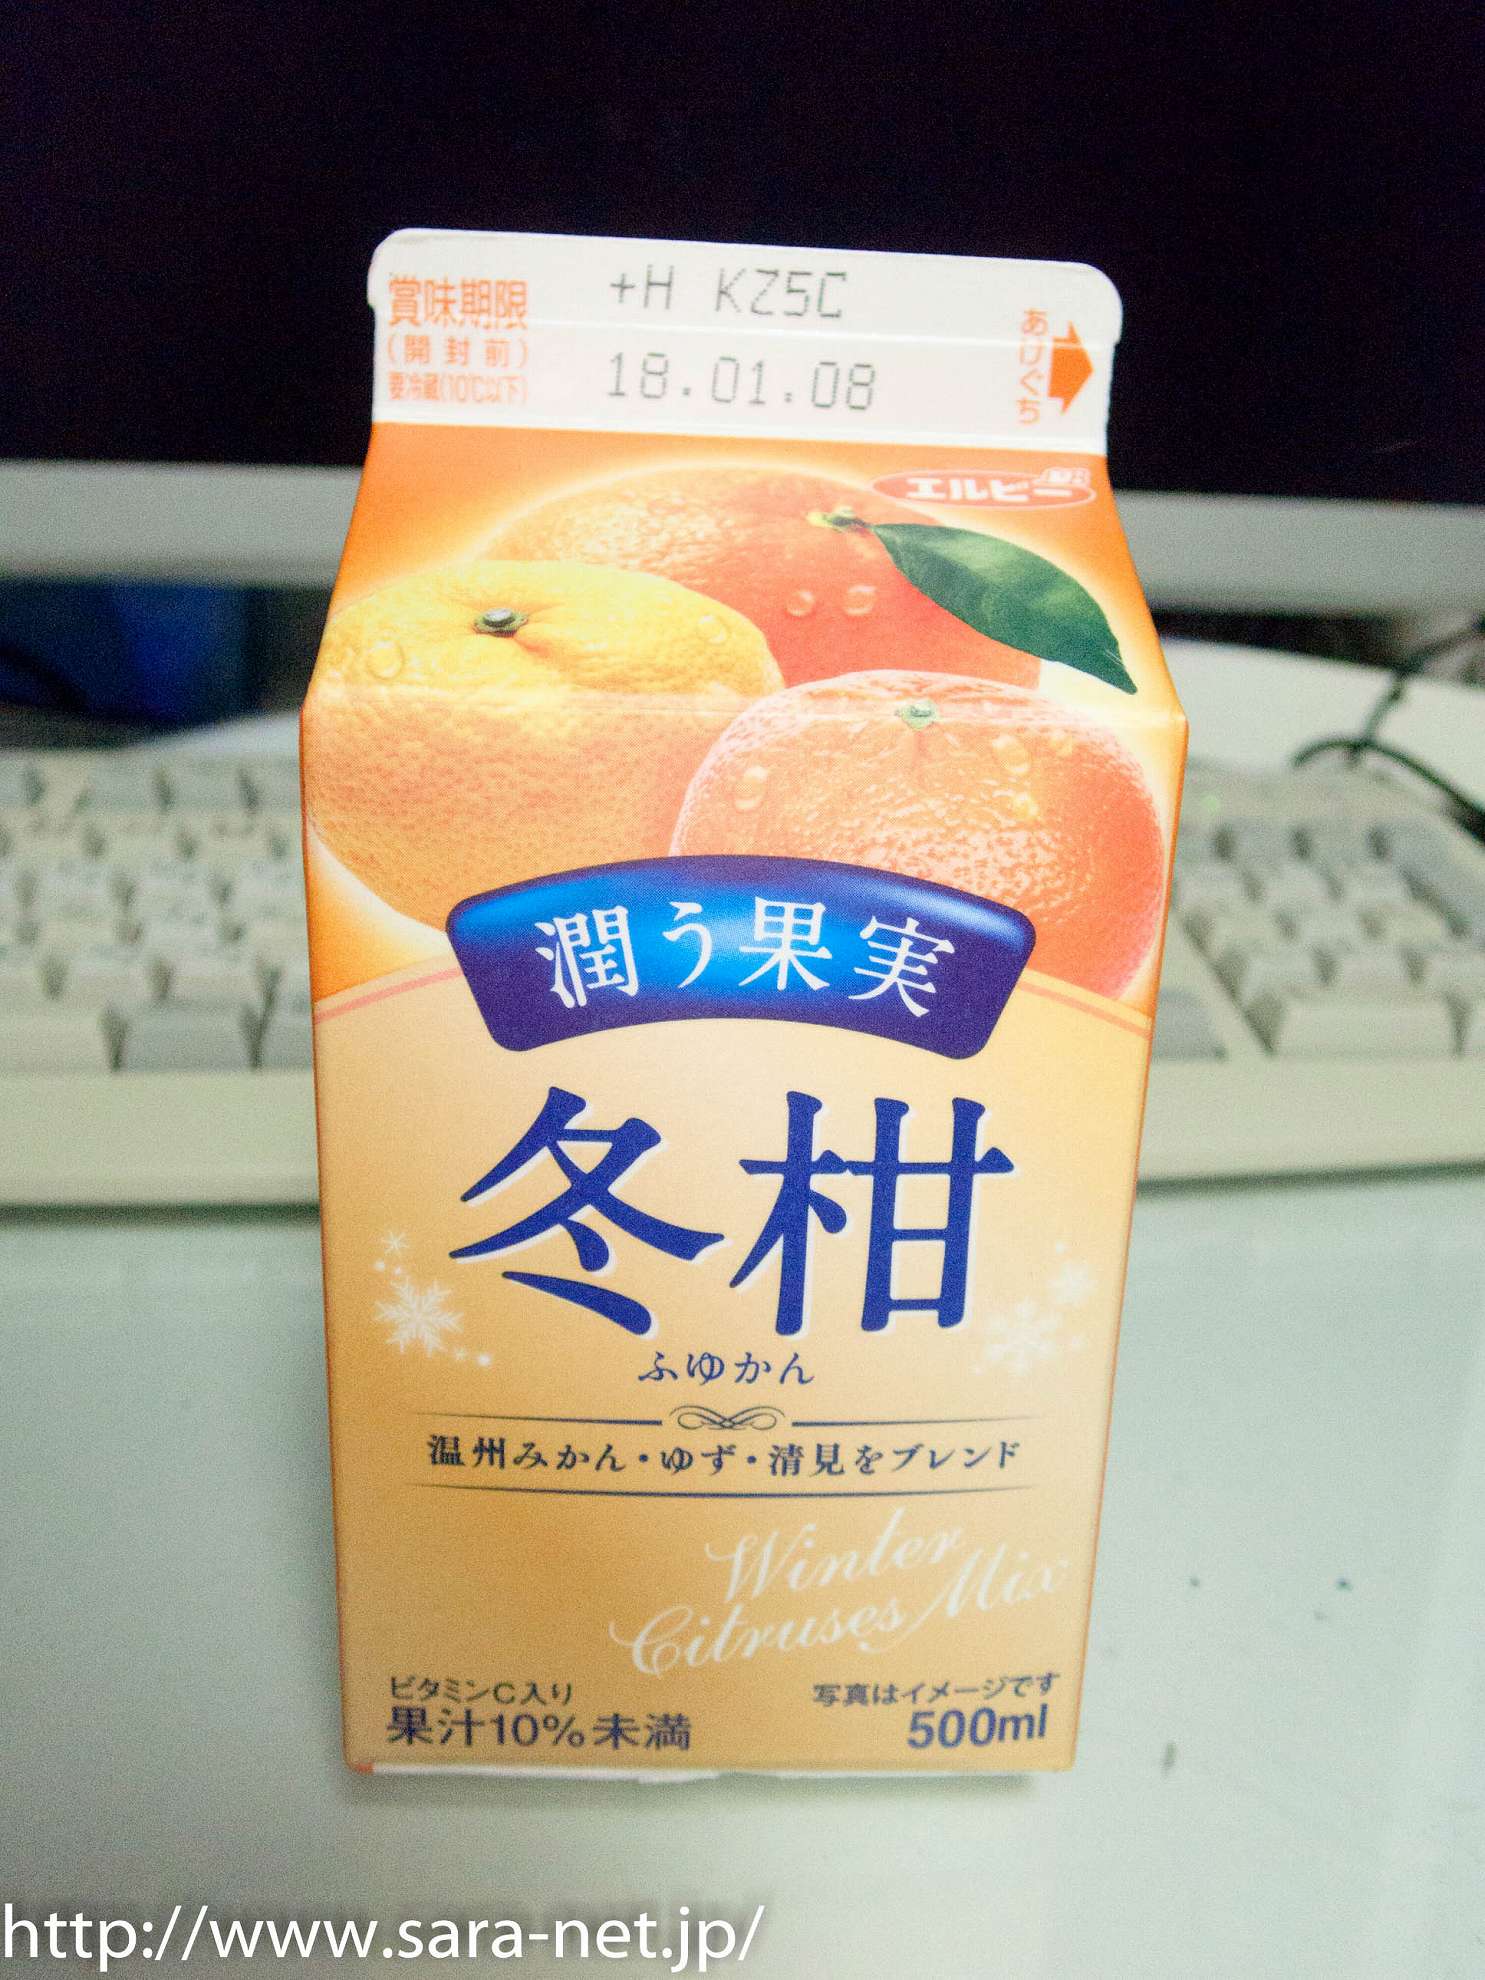 賞味期限
(開封前)
要冷蔵(10℃以下)
+H KZ5C
18.01.08
あけぐち
エルビー
潤う果実
冬柑
ふゆかん
温州みかん・ゆず・清見をブレンド
Winter
Citruses Mix
ビタミンC入り
果汁10%未満
写真はイメージです
500ml
http://www.sara-net.jp/